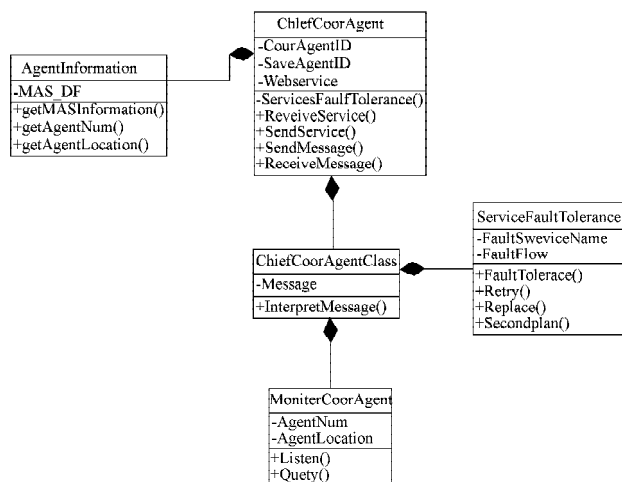 ChlefCoorAgent
-CourAgentID
-SaveAgentID
-Webservice
-ServicesFaulfTolerance()
+ReveiveService()
+SendService()
+SendMessage()
+ReceiveMessage()
AgentInformation
-MAS_DF
+getMASInformation()
+getAgentNum()
+getAgentLocation()
ChiefCoorAgentClass
-Message
+InterpretMessage()
ServiceFaultTolerance
-FaultSweviceName
-FaultFlow
+FaultTolerace()
+Retry()
+Replace()
+Secondplan()
MoniterCoorAgent
-AgentNum
-AgentLocation
+Listen()
+Quety()